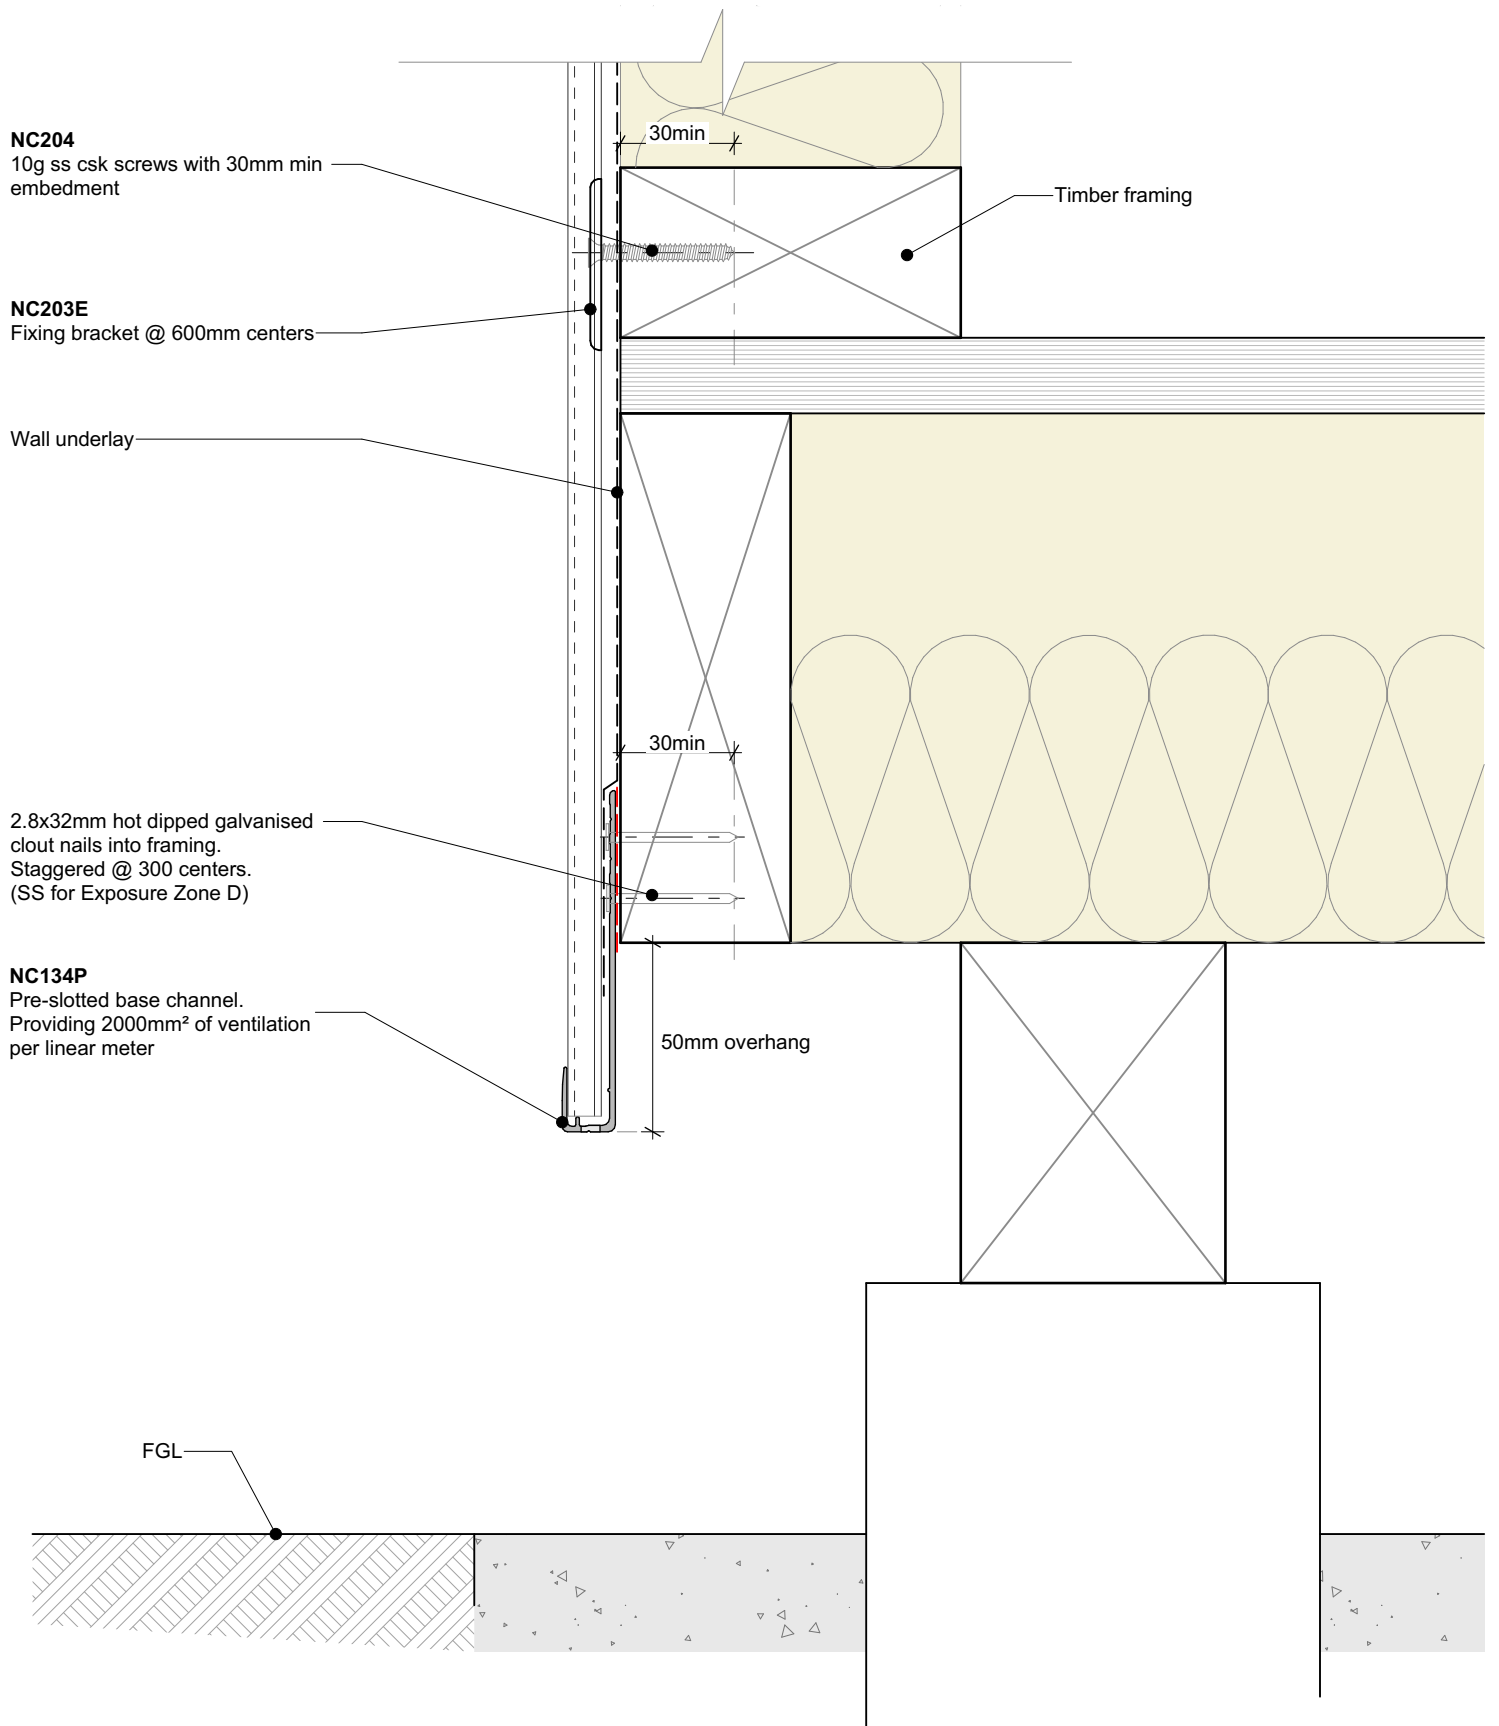 30min
NC204
10g ss csk screws with 30mm min
embedment
Timber framing
NC203E
Fixing bracket @ 600mm centers
Wall underlay
30min
2.8x32mm hot dipped galvanised
clout nails into framing.
Staggered @ 300 centers.
(SS for Exposure Zone D)
NC134P
Pre-slotted base channel.
Providing 2000mm² of ventilation
per linear meter
50mm overhang
FGL